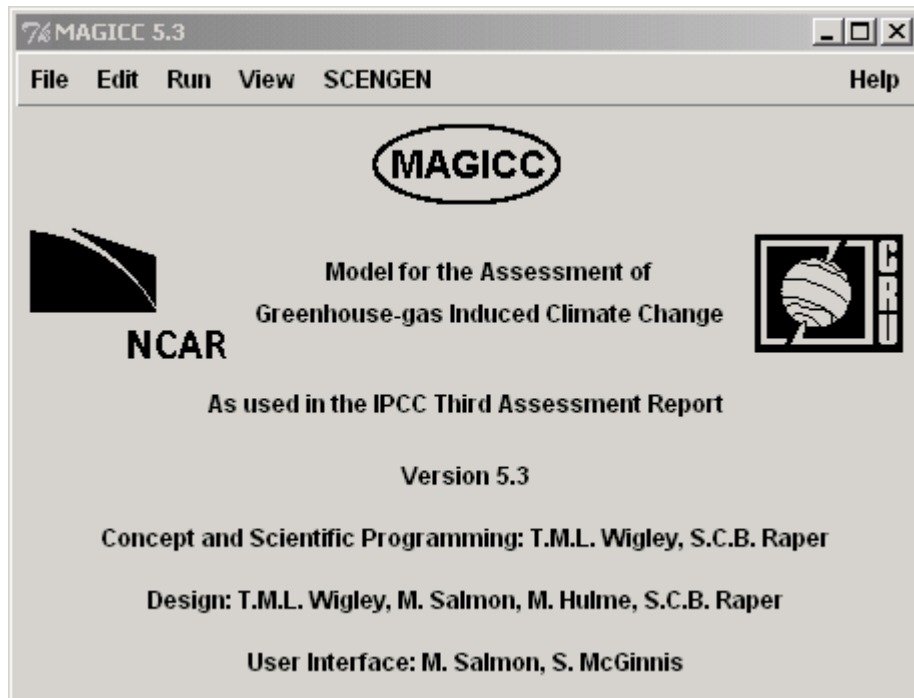 MAGICC 5.3
File Edit Run View SCENGEN Help
MAGICC
NCAR
CRU
Model for the Assessment of
Greenhouse-gas Induced Climate Change
As used in the IPCC Third Assessment Report
Version 5.3
Concept and Scientific Programming: T.M.L. Wigley, S.C.B. Raper
Design: T.M.L. Wigley, M. Salmon, M. Hulme, S.C.B. Raper
User Interface: M. Salmon, S. McGinnis